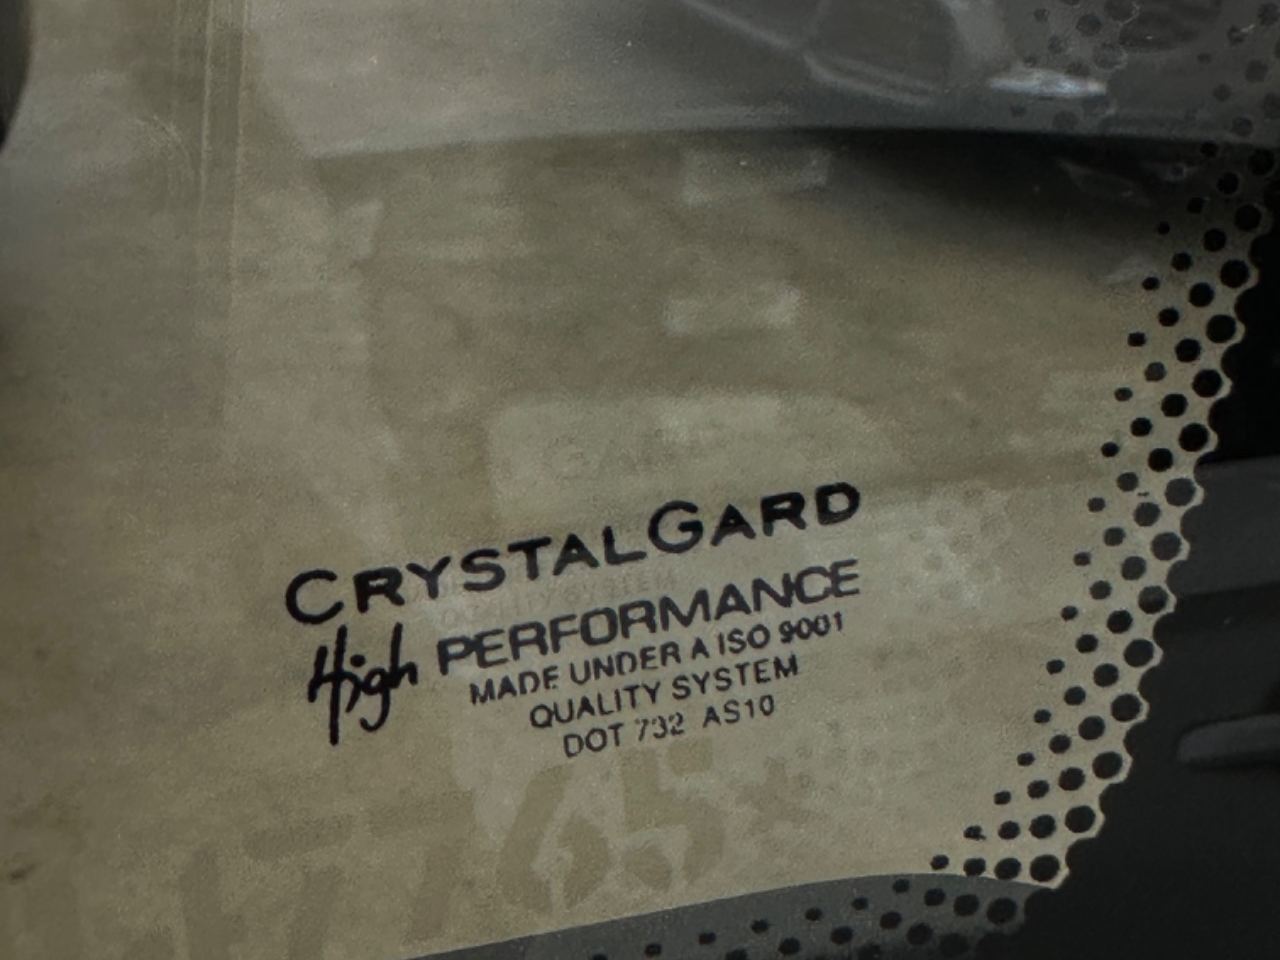 CRYSTALGARD
High PERFORMANCE
MADE UNDER A ISO 9001
QUALITY SYSTEM
DOT 732 AS10